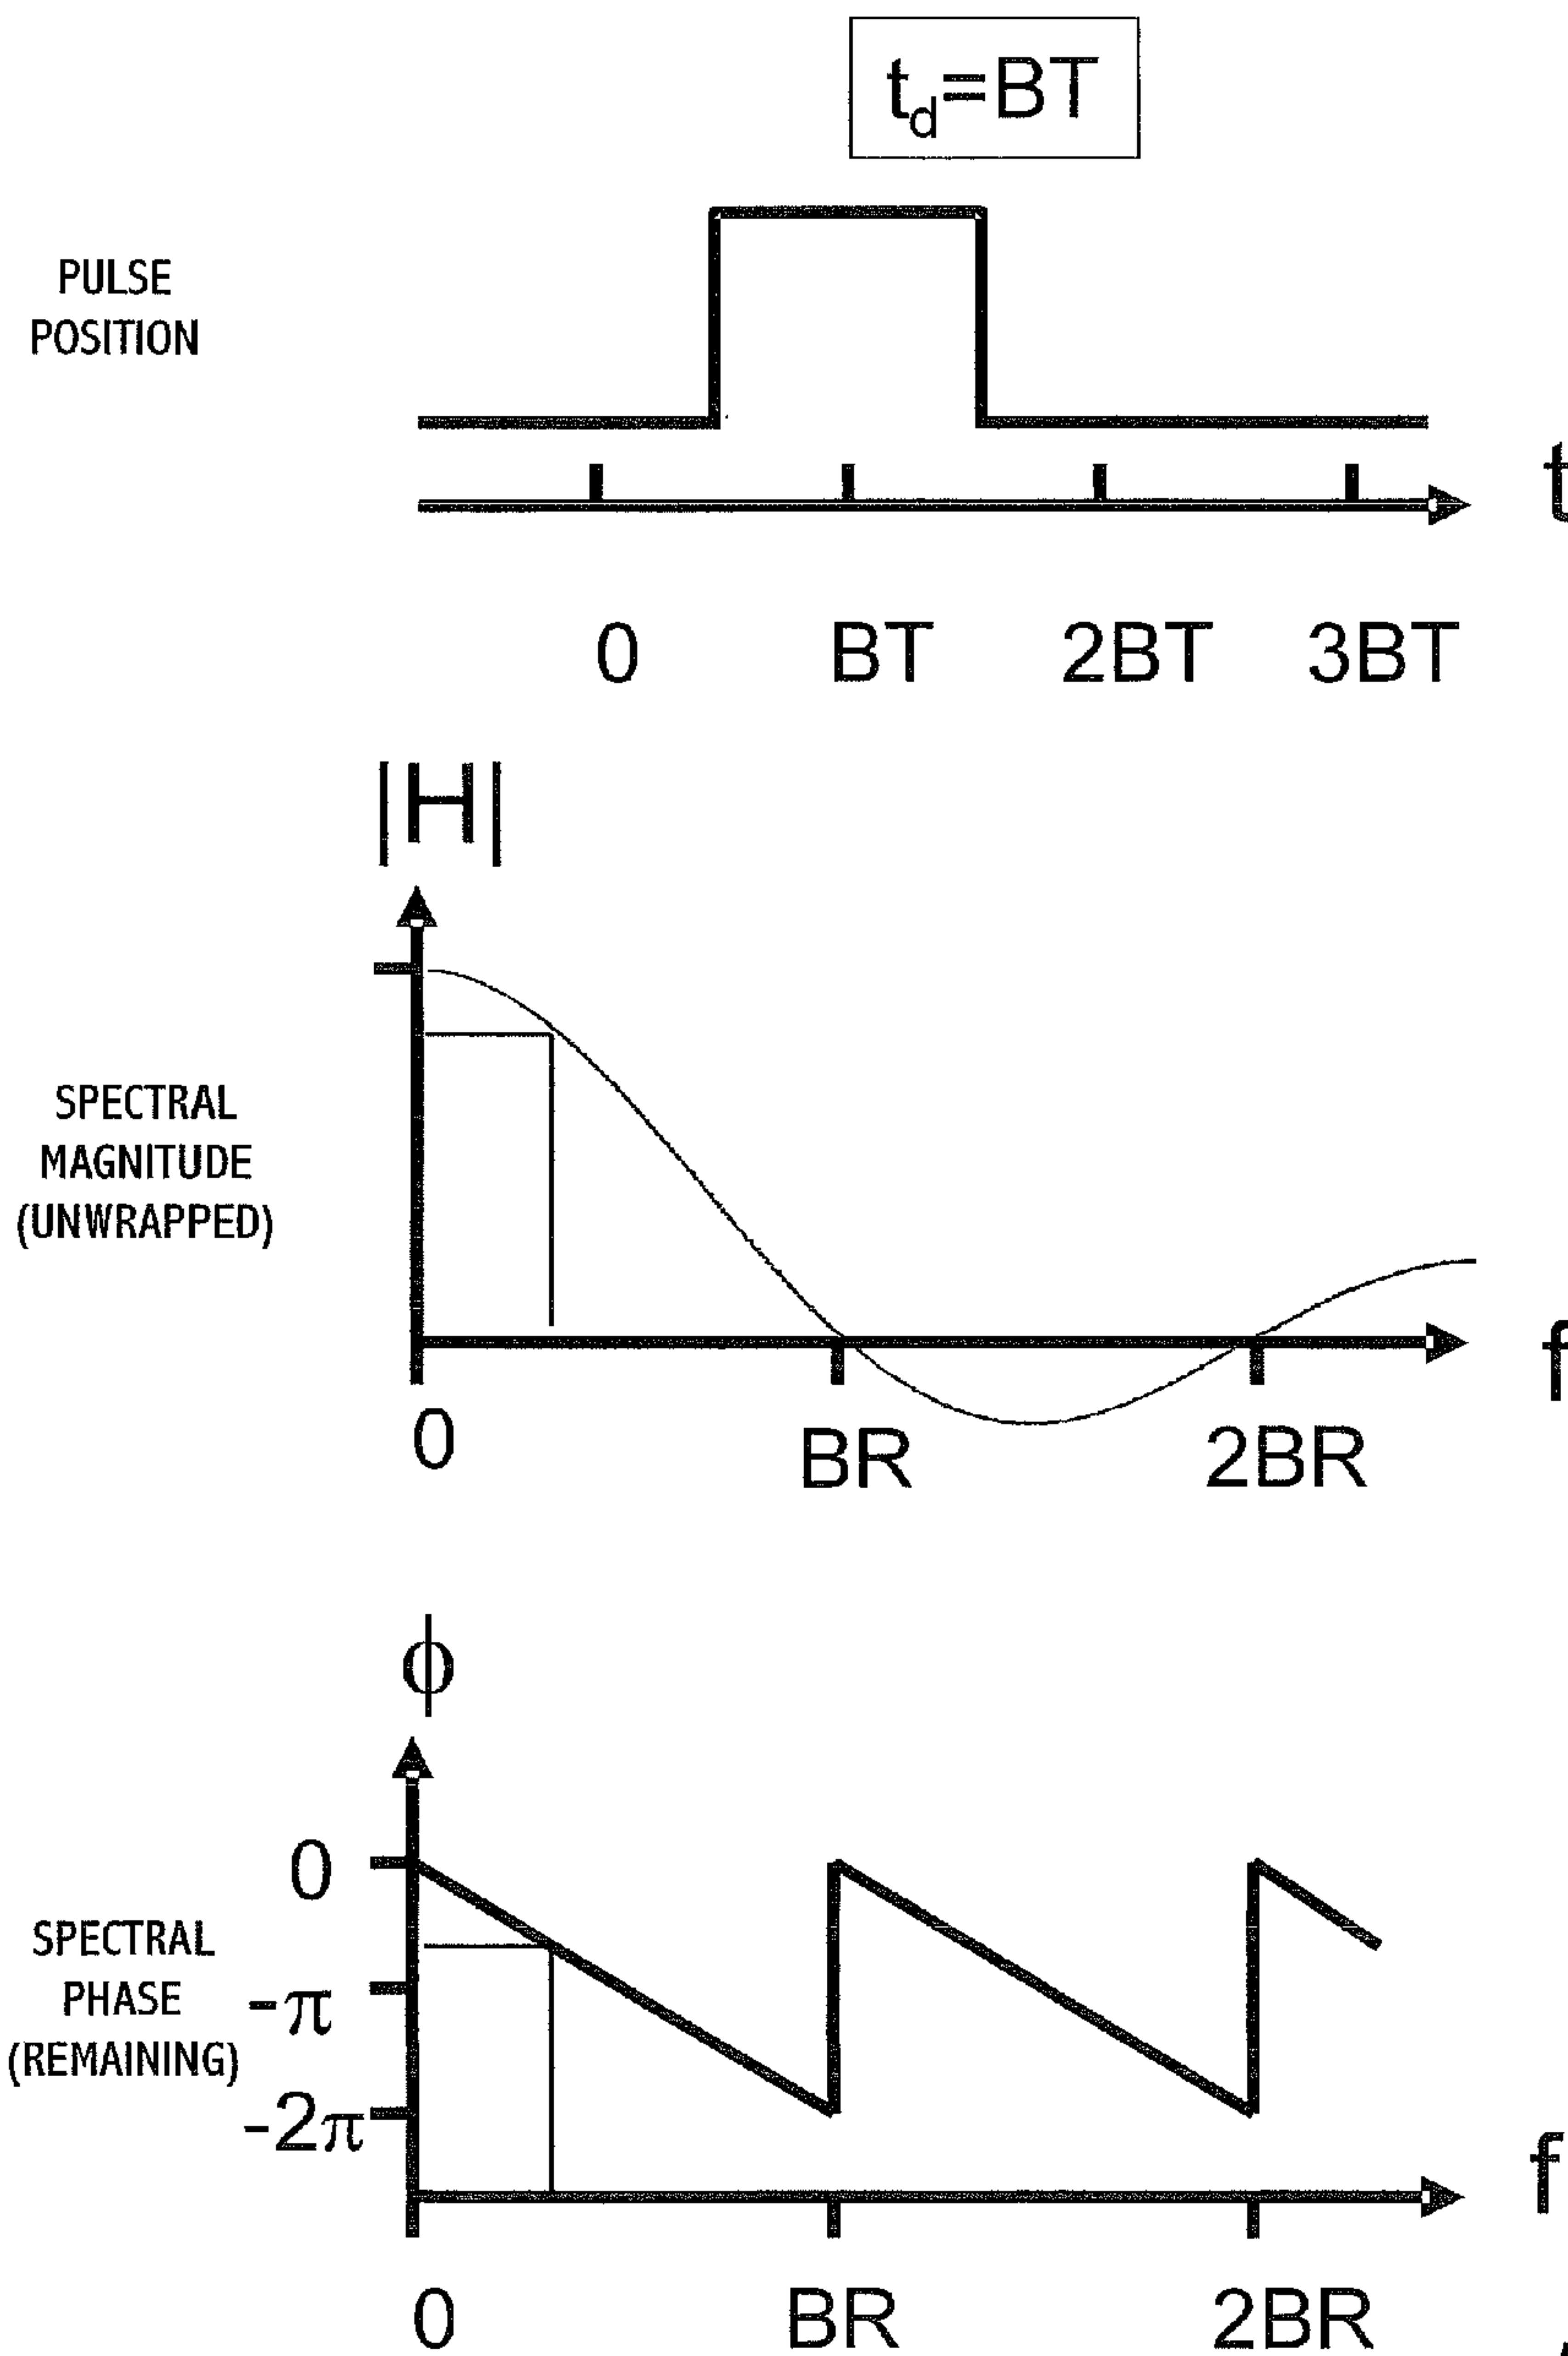 t_d=BT
PULSE
POSITION
t
0 BT 2BT 3BT
|H|
SPECTRAL
MAGNITUDE
(UNWRAPPED)
f
0 BR 2BR
ϕ
0
SPECTRAL
PHASE
(REMAINING)
-π
-2π
f
0 BR 2BR